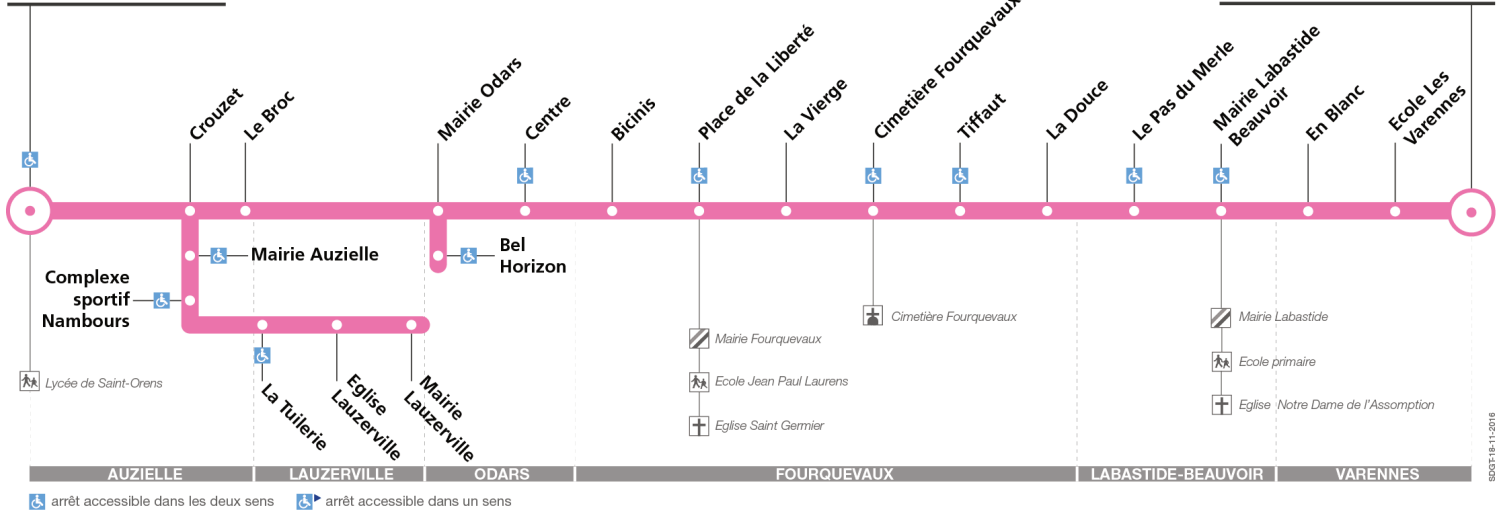 Crouzet
Le Broc
Mairie Odars
Centre
Bicinis
Place de la Liberté
La Vierge
Cimetière Fourquevaux
Tiffaut
La Douce
Le Pas du Merle
Mairie Labastide
Beauvoir
En Blanc
Ecole Les
Varennes
Mairie Auzielle
Bel
Horizon
Complexe
sportif
Nambours
La Tuilerie
Eglise
Lauzerville
Mairie
Lauzerville
Lycée de Saint-Orens
Mairie Fourquevaux
Ecole Jean Paul Laurens
Eglise Saint Germier
Cimetière Fourquevaux
Mairie Labastide
Ecole primaire
Eglise Notre Dame de l'Assomption
SDGT-18-11-2016
AUZIELLE
LAUZERVILLE
ODARS
FOURQUEVAUX
LABASTIDE-BEAUVOIR
VARENNES
arrêt accessible dans les deux sens
arrêt accessible dans un sens